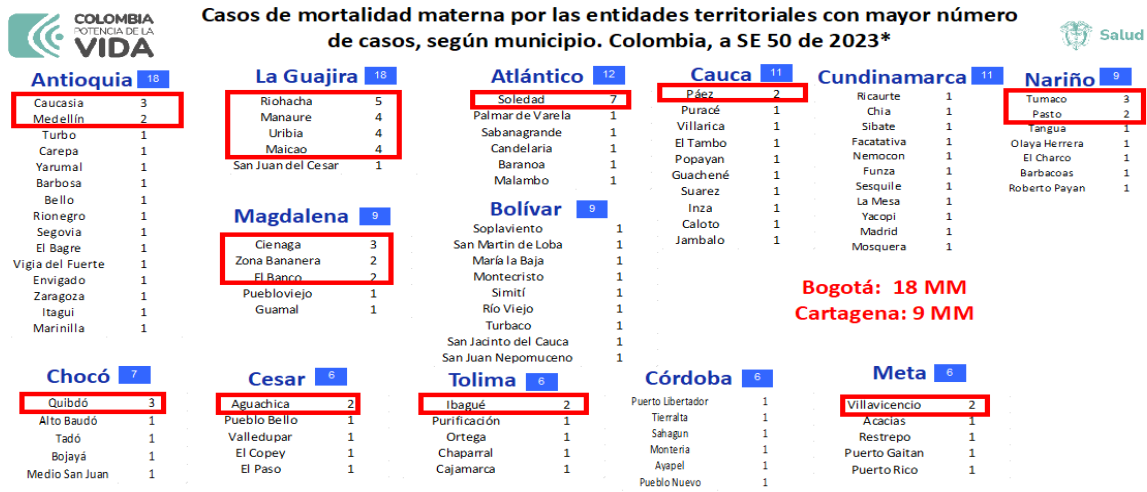 COLOMBIA
POTENCIA DE LA
VIDA
Casos de mortalidad materna por las entidades territoriales con mayor número
de casos, según municipio. Colombia, a SE 50 de 2023*
Salud
Antioquia 18
Caucasia 3
Medellín 2
Turbo 1
Carepa 1
Yarumal 1
Barbosa 1
Bello 1
Rionegro 1
Segovia 1
El Bagre 1
Vigia del Fuerte 1
Envigado 1
Zaragoza 1
Itagui 1
Marinilla 1
La Guajira 18
Riohacha 5
Manaure 4
Uribia 4
Maicao 4
San Juan del Cesar 1
Atlántico 12
Soledad 7
Palmar de Varela 1
Sabanagrande 1
Candelaria 1
Baranoa 1
Malambo 1
Cauca 11
Páez 2
Puracé 1
Villarica 1
El Tambo 1
Popayan 1
Guachené 1
Suarez 1
Inza 1
Caloto 1
Jambalo 1
Cundinamarca 11
Ricaurte 1
Chia 1
Sibate 1
Facatativa 1
Nemocon 1
Funza 1
Sesquile 1
La Mesa 1
Yacopi 1
Madrid 1
Mosquera 1
Nariño 9
Tumaco 3
Pasto 2
Tangua 1
Olaya Herrera 1
El Charco 1
Barbacoas 1
Roberto Payan 1
Magdalena 9
Cienaga 3
Zona Bananera 2
El Banco 2
Puebloviejo 1
Guamal 1
Bolívar 9
Soplaviento 1
San Martin de Loba 1
María la Baja 1
Montecristo 1
Simití 1
Río Viejo 1
Turbaco 1
San Jacinto del Cauca 1
San Juan Nepomuceno 1
Bogotá: 18 MM
Cartagena: 9 MM
Chocó 7
Quibdó 3
Alto Baudó 1
Tadó 1
Bojayá 1
Medio San Juan 1
Cesar 6
Aguachica 2
Pueblo Bello 1
Valledupar 1
El Copey 1
El Paso 1
Tolima 6
Ibagué 2
Purificación 1
Ortega 1
Chaparral 1
Cajamarca 1
Córdoba 6
Puerto Libertador 1
Tierralta 1
Sahagun 1
Monteria 1
Ayapel 1
Pueblo Nuevo 1
Meta 6
Villavicencio 2
Acacias 1
Restrepo 1
Puerto Gaitan 1
Puerto Rico 1